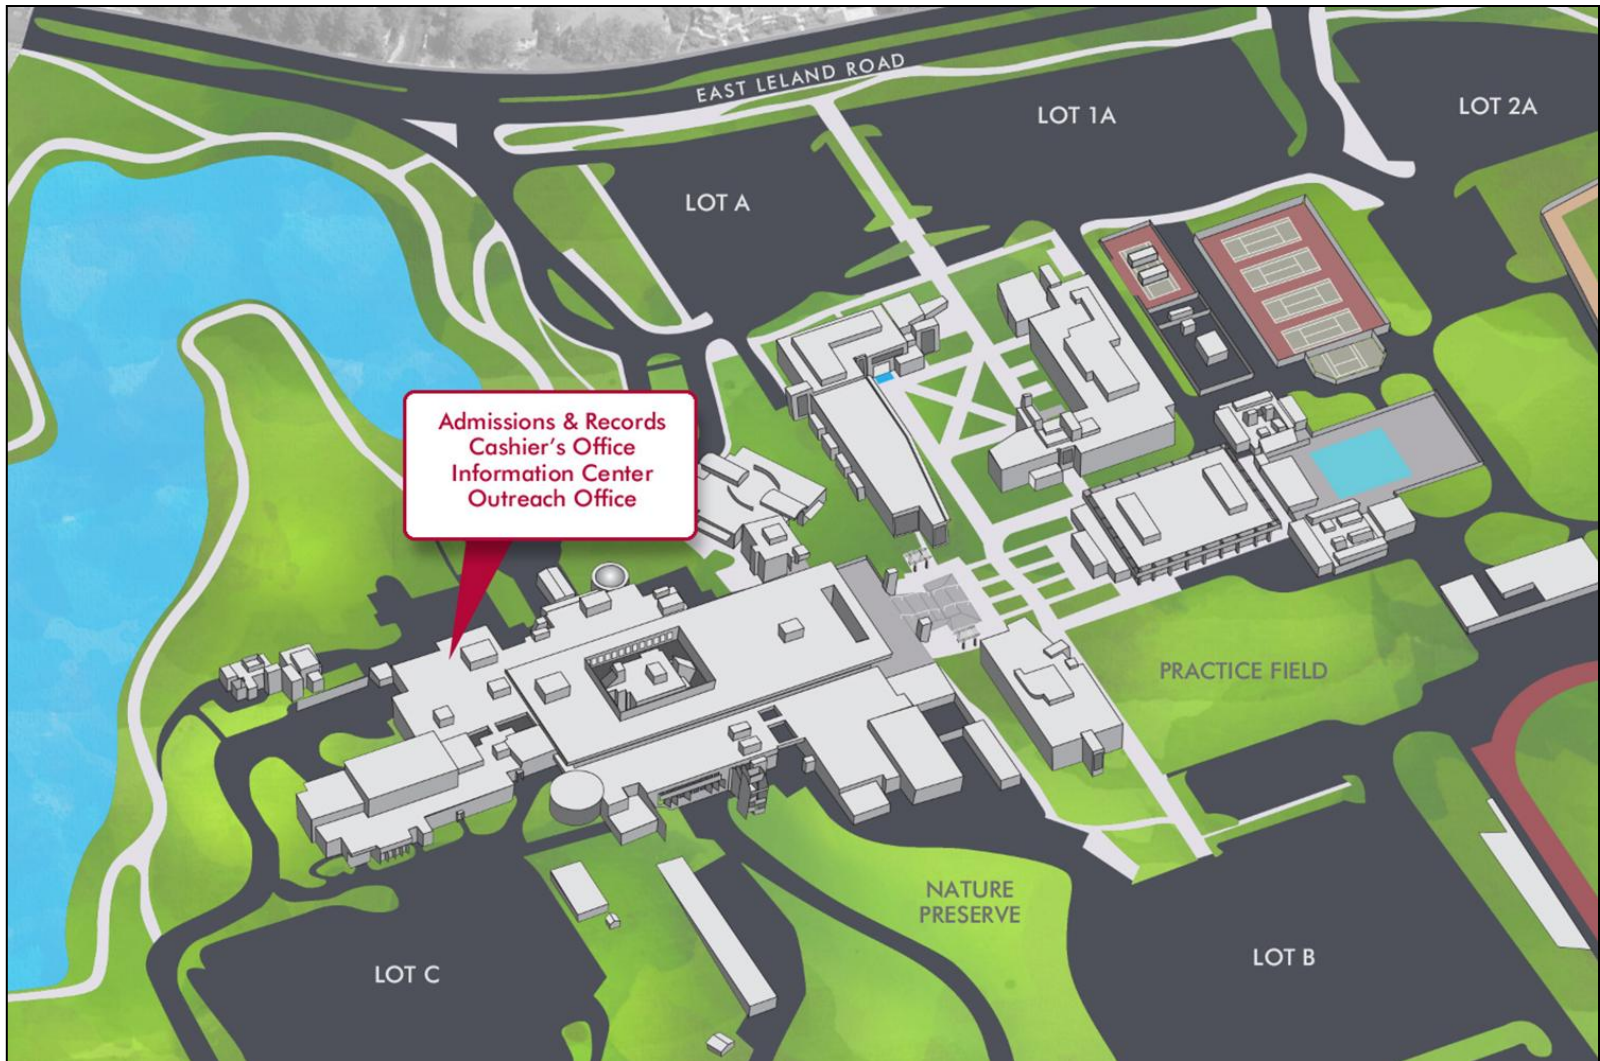 EAST LELAND ROAD
LOT 1A
LOT 2A
LOT A
Admissions & Records
Cashier's Office
Information Center
Outreach Office
PRACTICE FIELD
NATURE
PRESERVE
LOT B
LOT C